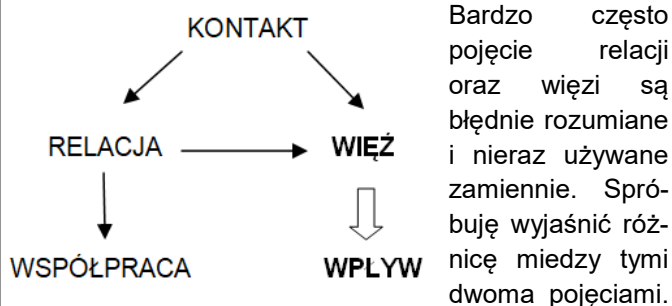 KONTAKT
RELACJA
WIĘŹ
WSPÓŁPRACA
WPŁYW
Bardzo często
pojęcie relacji
oraz więzi są
błędnie rozumiane
i nieraz używane
zamiennie. Spró-
buję wyjaśnić róż-
nicę miedzy tymi
dwoma pojęciami.